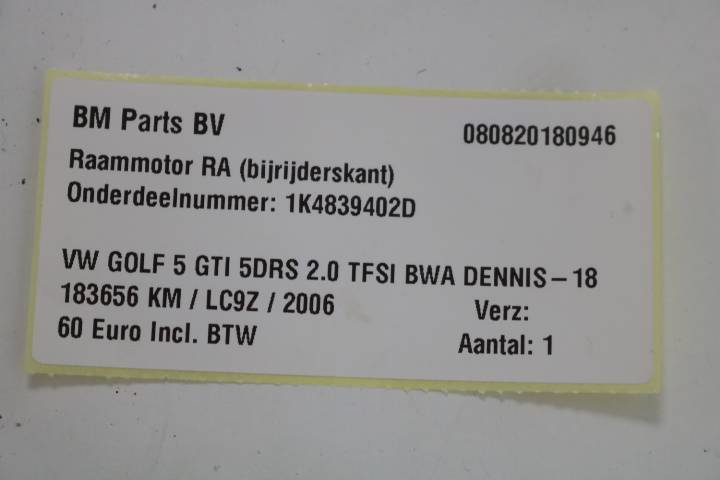 BM Parts BV 080820180946
Raammotor RA (bijrijderskant)
Onderdeelnummer: 1K4839402D
VW GOLF 5 GTI 5DRS 2.0 TFSI BWA DENNIS-18
183656 KM / LC9Z / 2006 Verz:
60 Euro Incl. BTW Aantal: 1